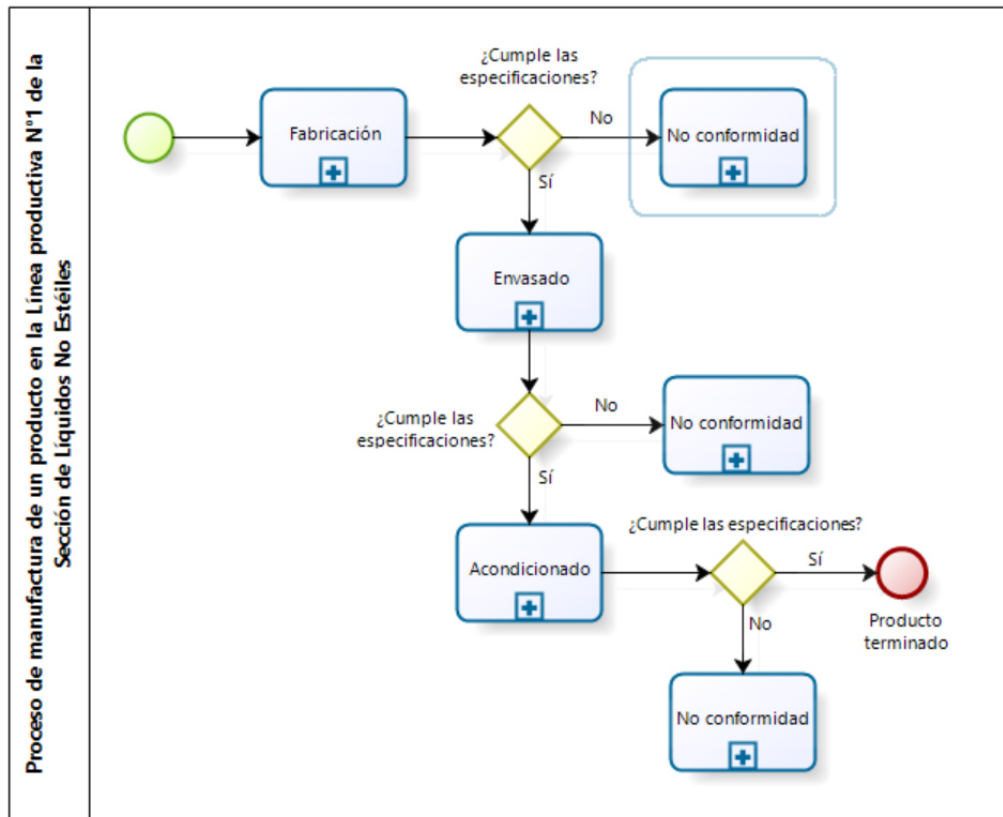 Proceso de manufactura de un producto en la Línea productiva N°1 de la
Sección de Líquidos No Estéiles
¿Cumple las
especificaciones?
Fabricación
No
No conformidad
Sí
Envasado
¿Cumple las
especificaciones?
No
No conformidad
Sí
¿Cumple las especificaciones?
Acondicionado
Sí
Producto
terminado
No
No conformidad